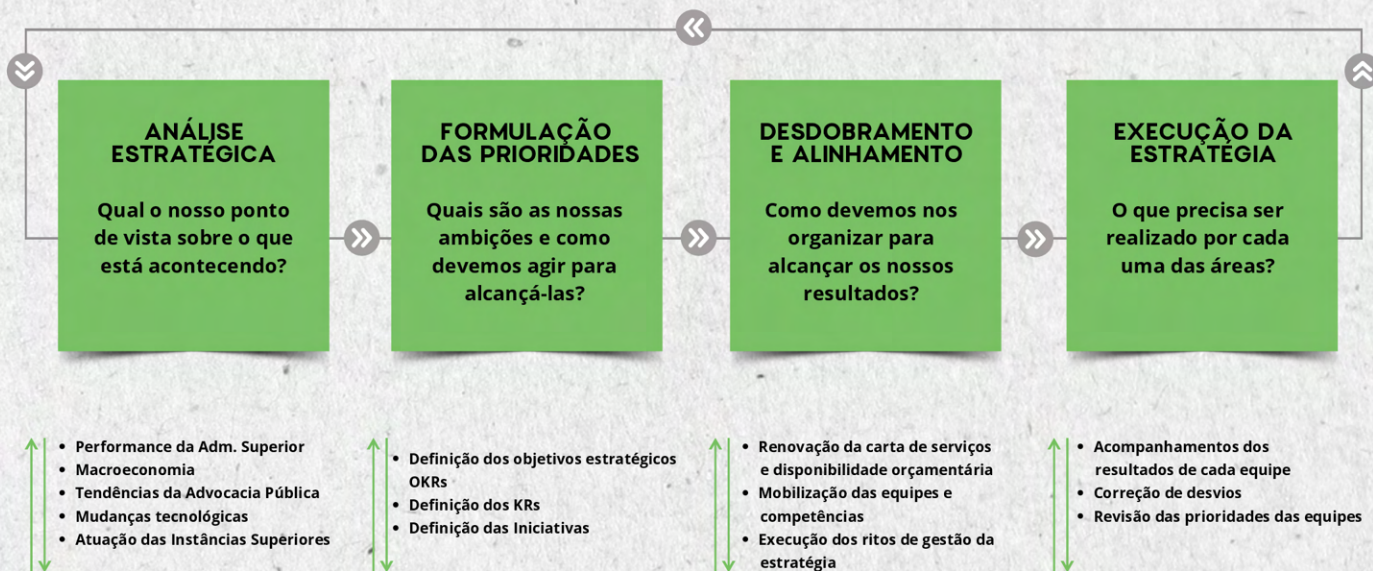 ANÁLISE
ESTRATÉGICA
Qual o nosso ponto
de vista sobre o que
está acontecendo?
FORMULAÇÃO
DAS PRIORIDADES
Quais são as nossas
ambições e como
devemos agir para
alcançá-las?
DESDOBRAMENTO
E ALINHAMENTO
Como devemos nos
organizar para
alcançar os nossos
resultados?
EXECUÇÃO DA
ESTRATÉGIA
O que precisa ser
realizado por cada
uma das áreas?
• Performance da Adm. Superior
• Macroeconomia
• Tendências da Advocacia Pública
• Mudanças tecnológicas
• Atuação das Instâncias Superiores
• Definição dos objetivos estratégicos
OKRs
• Definição dos KRs
• Definição das Iniciativas
• Renovação da carta de serviços
e disponibilidade orçamentária
• Mobilização das equipes e
competências
• Execução dos ritos de gestão da
estratégia
• Acompanhamentos dos
resultados de cada equipe
• Correção de desvios
• Revisão das prioridades das equipes